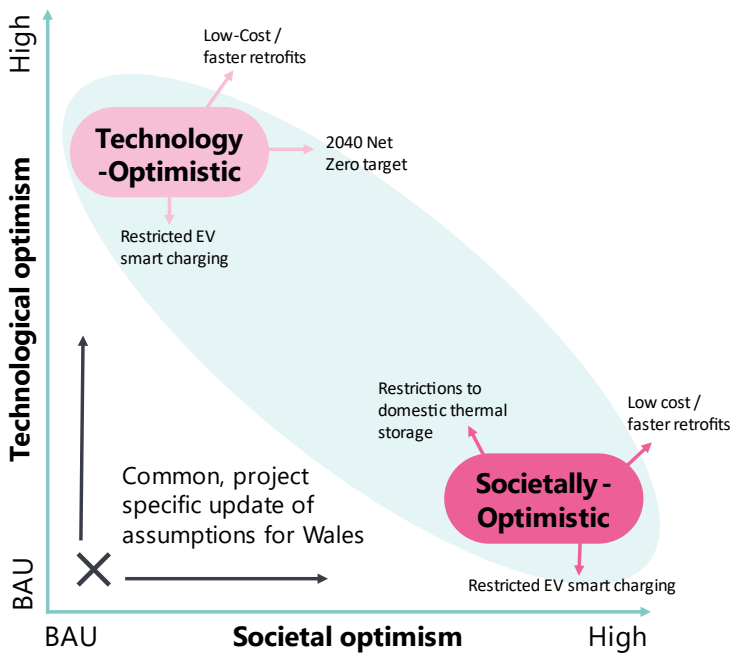 High
Technological optimism
BAU
Low-Cost /
faster retrofits
Technology
-Optimistic
2040 Net
Zero target
Restricted EV
smart charging
Restrictions to
domestic thermal
storage
Low cost /
faster retrofits
Societally -
Optimistic
Restricted EV smart charging
Common, project
specific update of
assumptions for Wales
BAU
Societal optimism
High